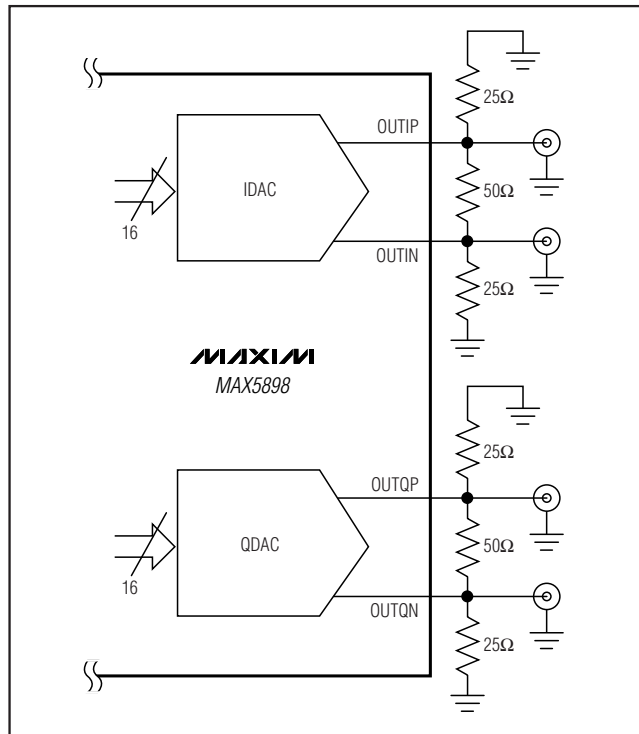 25Ω
OUTIP
IDAC
50Ω
16
OUTIN
25Ω
MAXIM
MAX5898
25Ω
OUTQP
QDAC
50Ω
16
OUTQN
25Ω